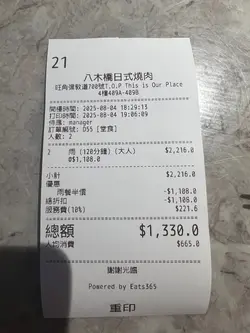 21
八木橋日式燒肉
旺角彌敦道700號T.O.P This is Our Place
4樓409A-409B
開檯時間: 2025-08-04 18:29:15
打印時間: 2025-08-04 19:06:09
侍應: manager
訂單編號: 055 [堂食]
人數: 2
2 雨 (120分鐘) (大人) $2,216.0
@$1,108.0
小計 $2,216.0
優惠
雨餐半價 -$1,108.0
總折扣 -$1,108.0
服務費(10%) $221.6
總額 $1,330.0
人均消費 $665.0
謝謝光臨
Powered by Eats365
重印